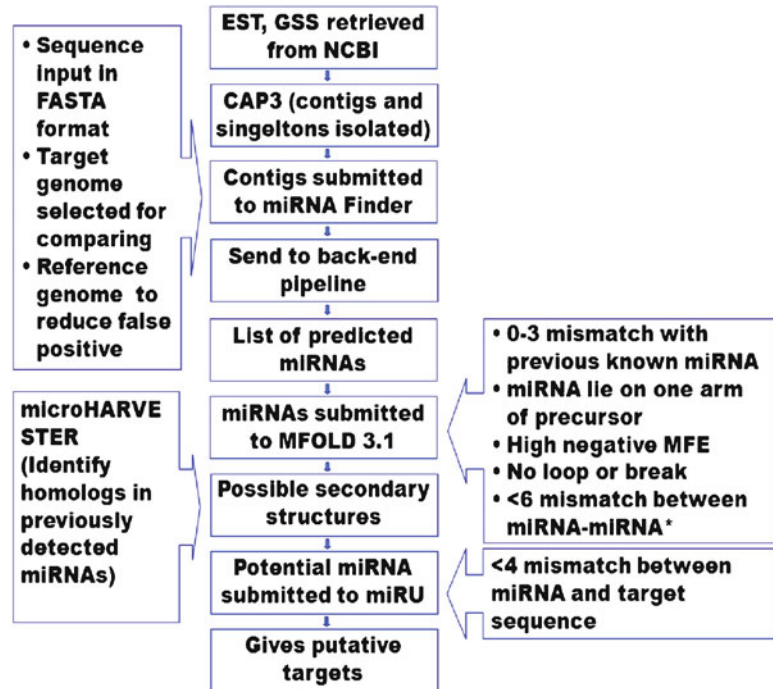 EST, GSS retrieved
from NCBI
CAP3 (contigs and
singeltons isolated)
Contigs submitted
to miRNA Finder
Send to back-end
pipeline
List of predicted
miRNAs
miRNAs submitted
to MFOLD 3.1
Possible secondary
structures
Potential miRNA
submitted to miRU
Gives putative
targets
• Sequence
input in
FASTA
format
• Target
genome
selected for
comparing
• Reference
genome to
reduce false
positive
microHARVE
STER
(Identify
homologs in
previously
detected
miRNAs)
• 0-3 mismatch with
previous known miRNA
• miRNA lie on one arm
of precursor
• High negative MFE
• No loop or break
• <6 mismatch between
miRNA-miRNA*
<4 mismatch between
miRNA and target
sequence